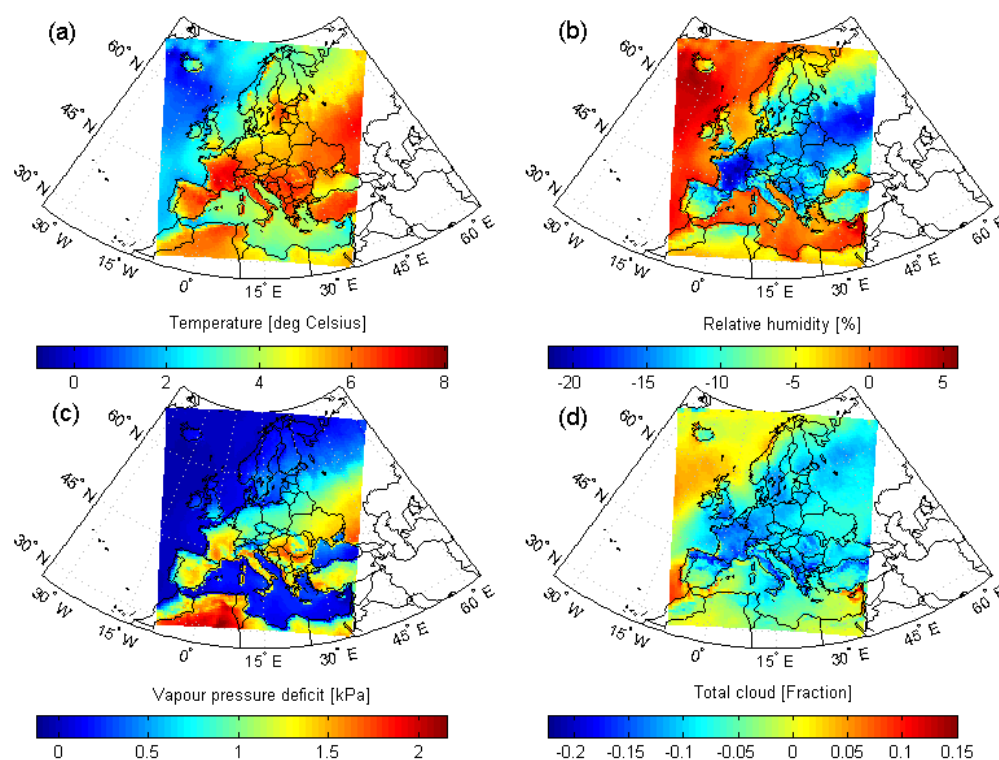 (a)
60° N
45° N
30° N
30° W
15° W
0°
15° E
30° E
45° E
60° E
Temperature [deg Celsius]
0 2 4 6 8
(b)
60° N
45° N
30° N
30° W
15° W
0°
15° E
30° E
45° E
60° E
Relative humidity [%]
-20 -15 -10 -5 0 5
(c)
60° N
45° N
30° N
30° W
15° W
0°
15° E
30° E
45° E
60° E
Vapour pressure deficit [kPa]
0 0.5 1 1.5 2
(d)
60° N
45° N
30° N
30° W
15° W
0°
15° E
30° E
45° E
60° E
Total cloud [Fraction]
-0.2 -0.15 -0.1 -0.05 0 0.05 0.1 0.15